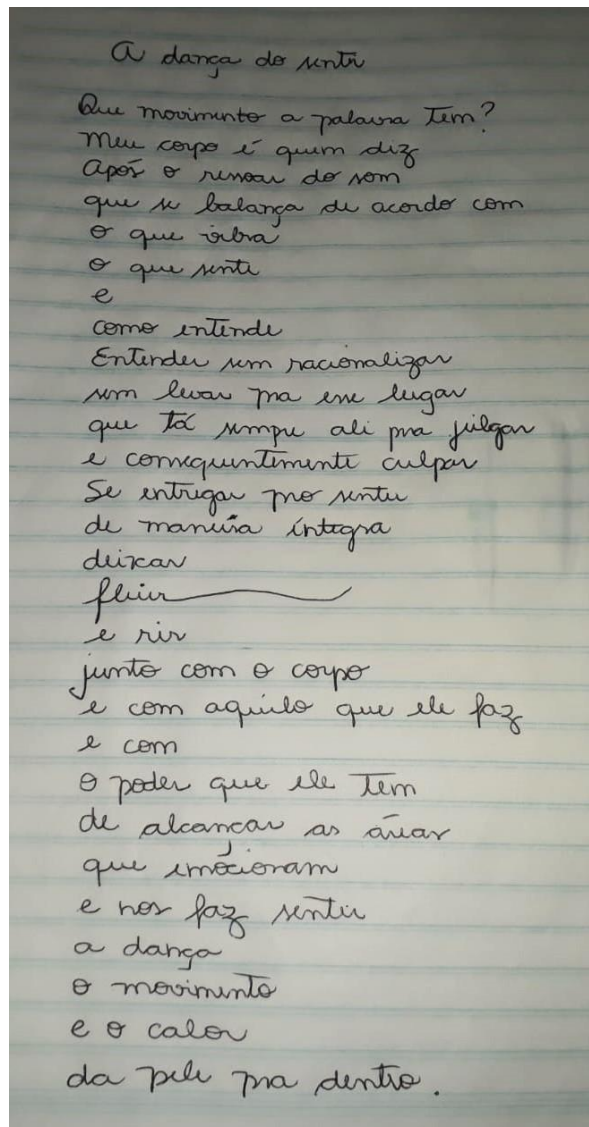 A dança do sentir
Que movimento a palavra tem?
Meu corpo é quem diz
Após o ressoar do som
que se balança de acordo com
o que vibra
o que sente
e
como entende
Entender sem racionalizar
sem levar pra esse lugar
que tá sempre ali pra julgar
e consequentemente culpar
Se entregar pro sentir
de maneira íntegra
deixar
fluir
e rir
junto com o corpo
e com aquilo que ele faz
e com
o poder que ele tem
de alcançar as áreas
que emocionam
e nos faz sentir
a dança
o movimento
e o calor
da pele pra dentro.